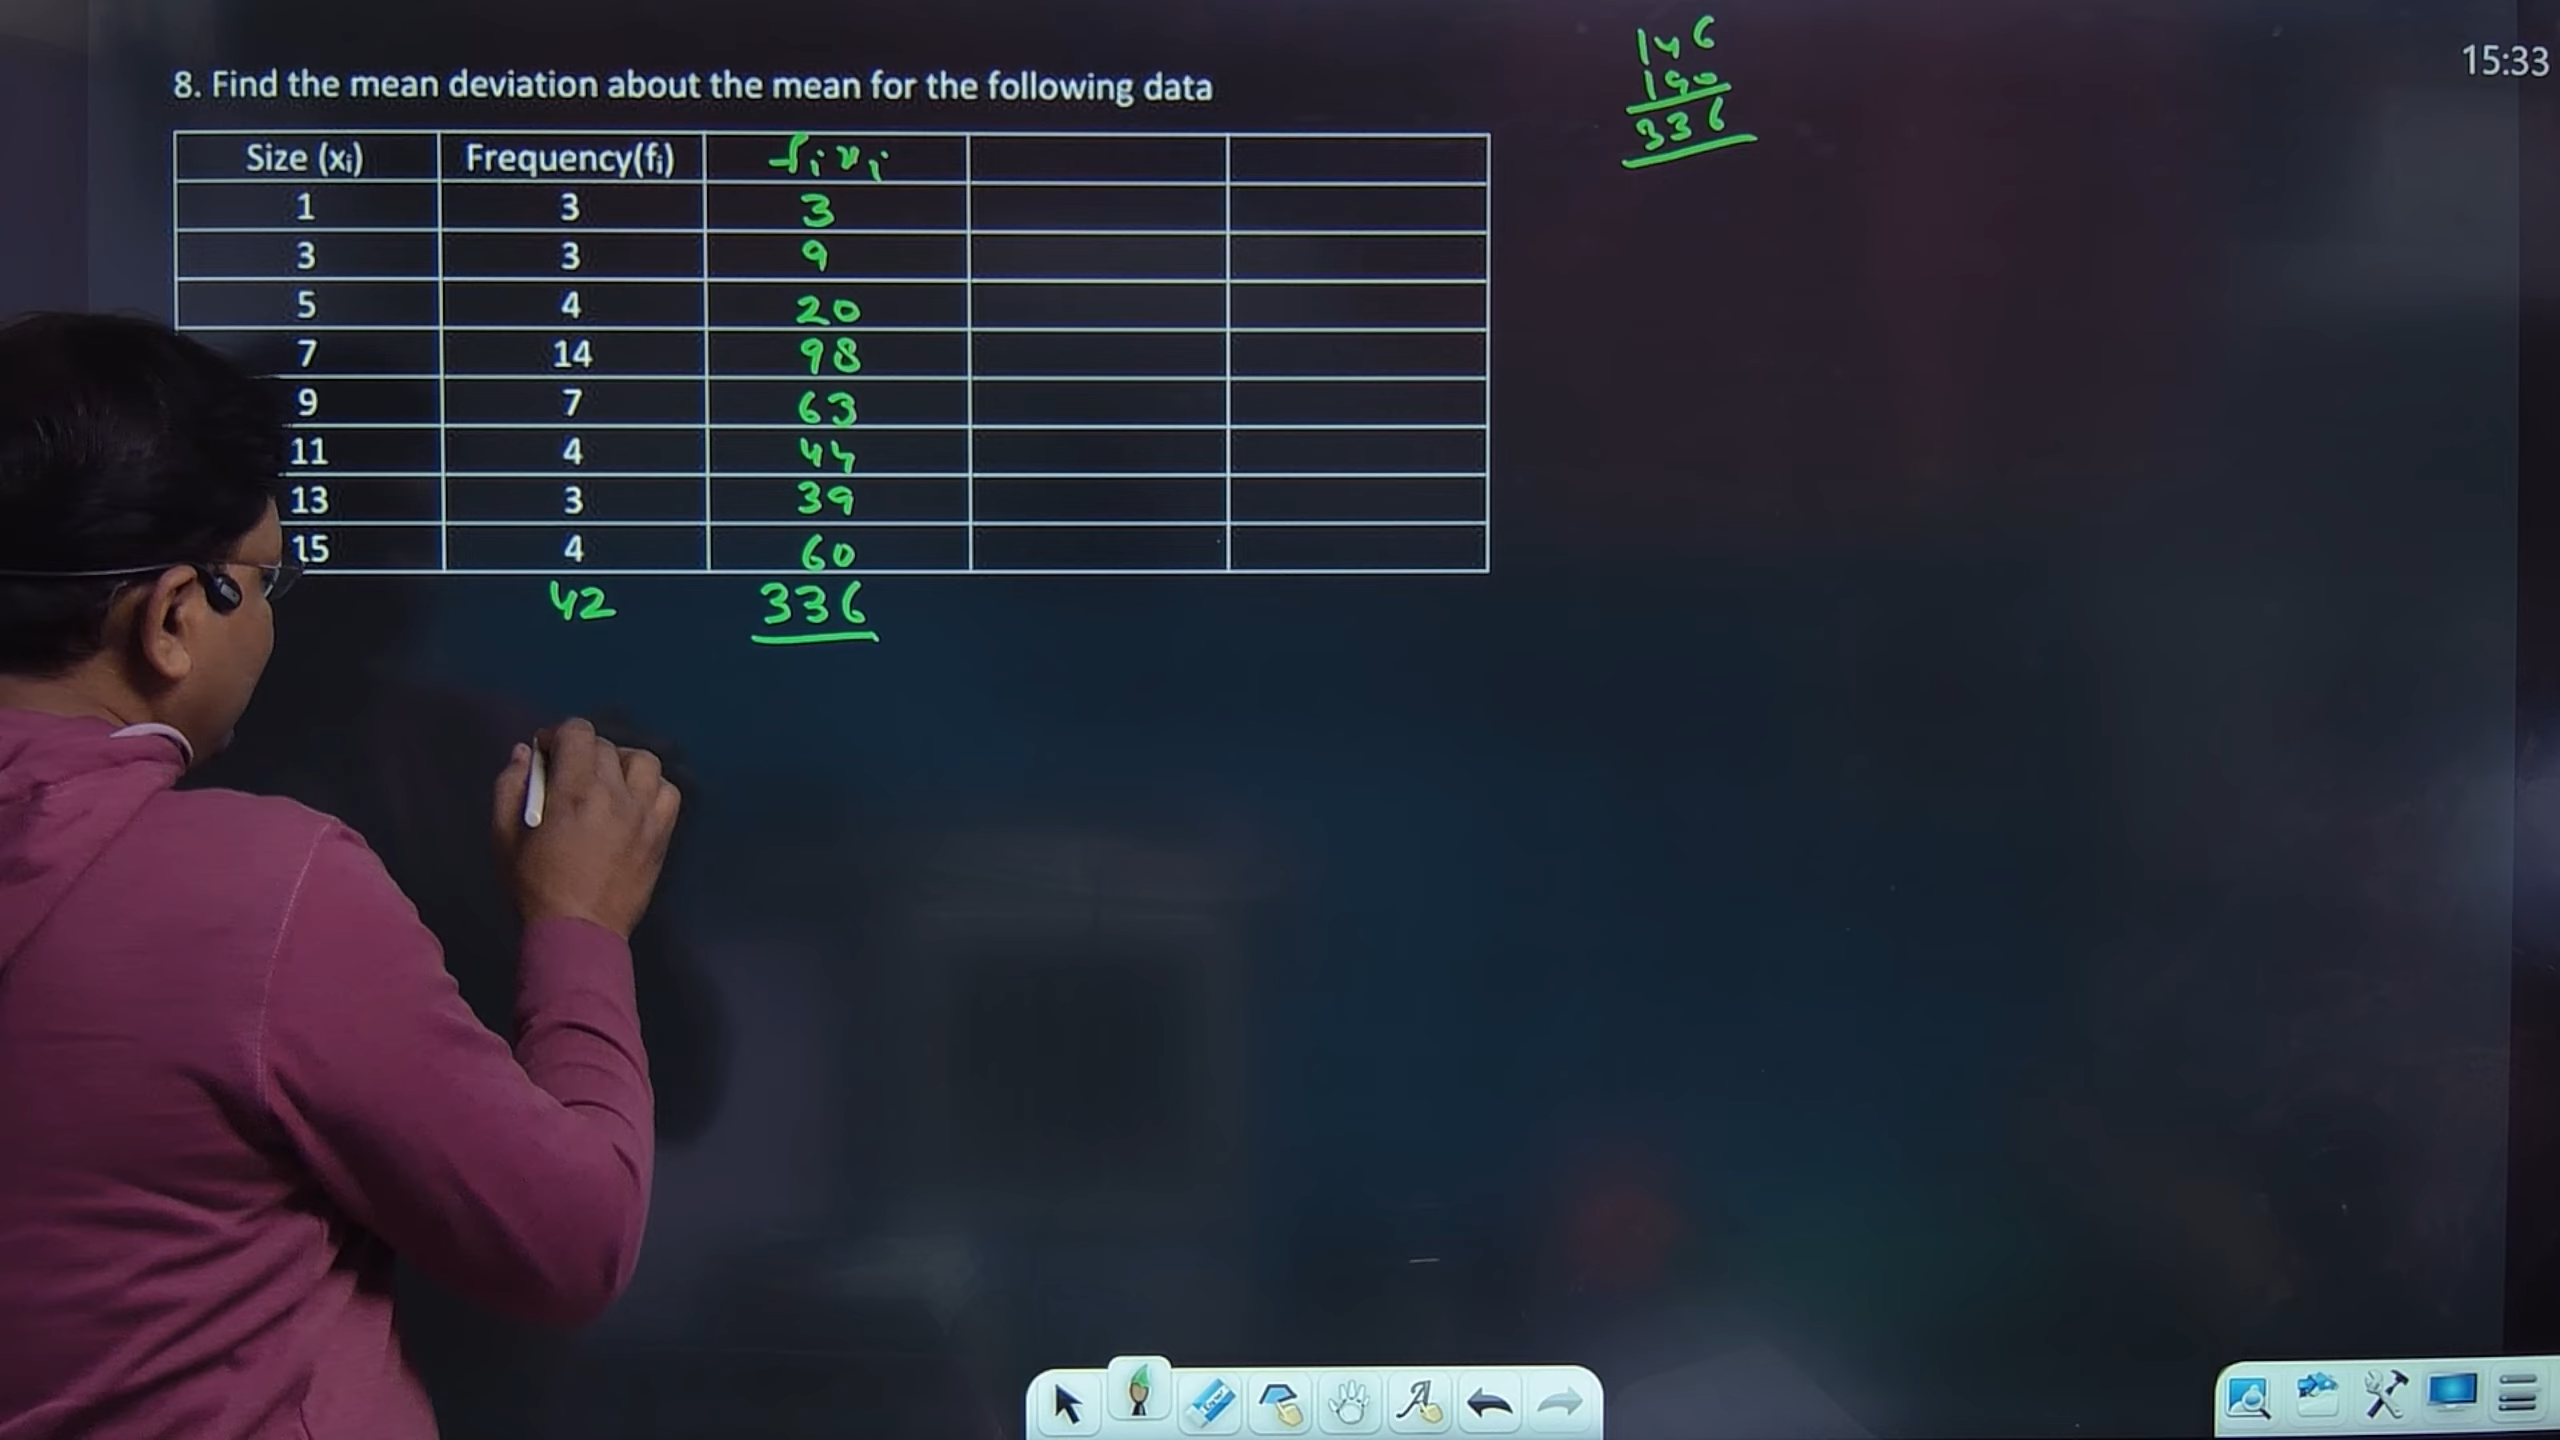 15:33
146
190
336
8. Find the mean deviation about the mean for the following data
Size (xᵢ) Frequency(fᵢ) fᵢxᵢ
1 3 3
3 3 9
5 4 20
7 14 98
9 7 63
11 4 44
13 3 39
15 4 60
42 336